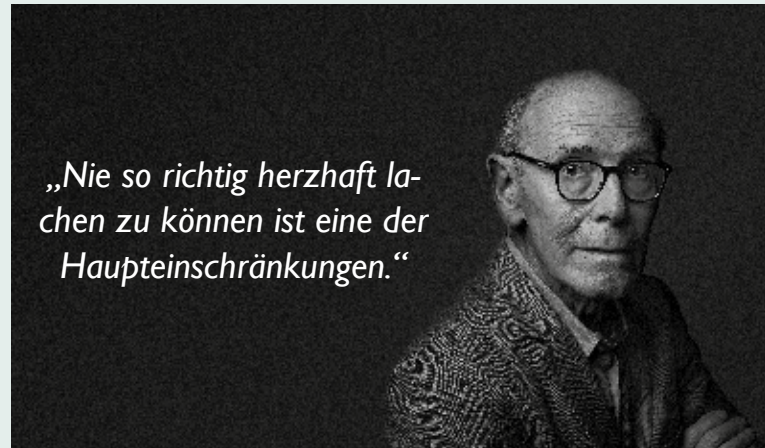 „Nie so richtig herzhaft la-
chen zu können ist eine der
Haupteinschränkungen.“